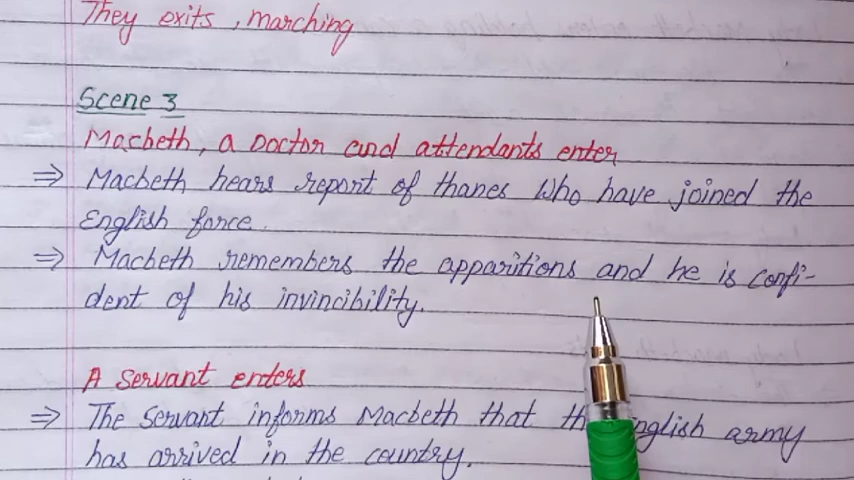 They exits, marching
Scene 3
Macbeth, a Doctor and attendants enter
⇒ Macbeth hears report of thanes who have joined the
English force.
⇒ Macbeth remembers the apparitions and he is confi-
dent of his invincibility.
A servant enters
⇒ The servant informs Macbeth that the English army
has arrived in the country.